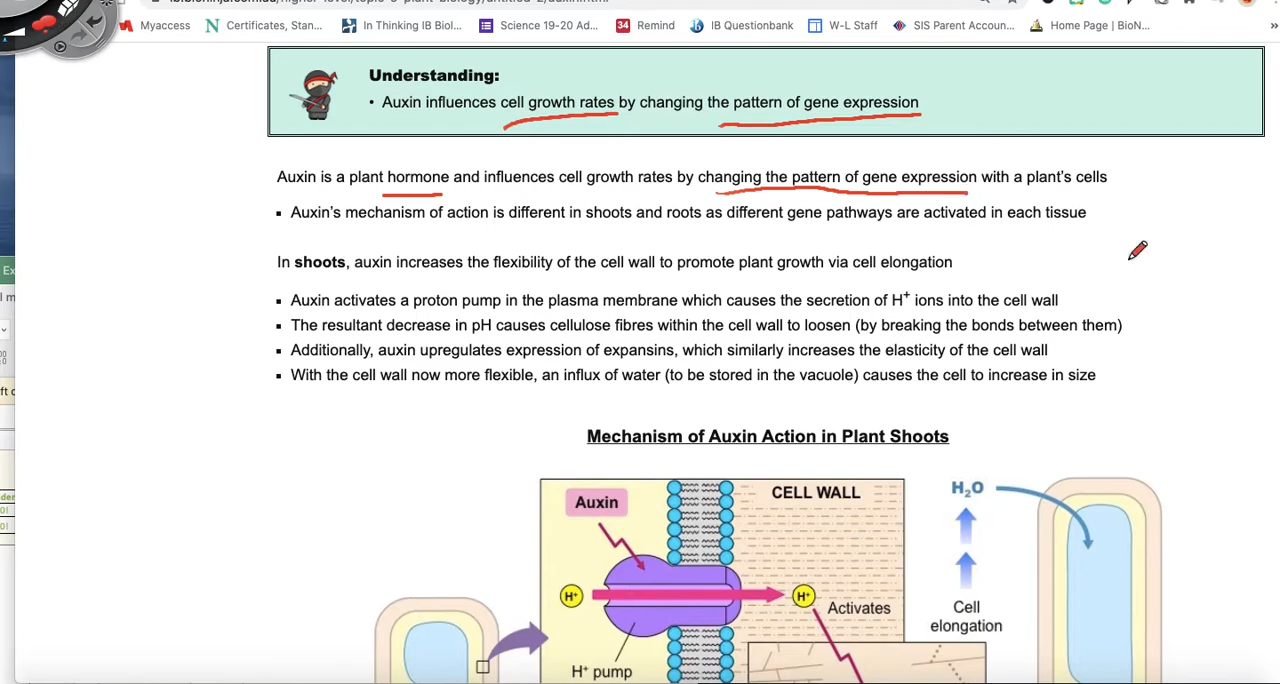 Myaccess
Certificates, Stan...
In Thinking IB Biol...
Science 19-20 Ad...
34 Remind
IB Questionbank
W-L Staff
SIS Parent Accoun...
Home Page | BioN...
»
Understanding:
• Auxin influences cell growth rates by changing the pattern of gene expression
Auxin is a plant hormone and influences cell growth rates by changing the pattern of gene expression with a plant's cells
▪ Auxin's mechanism of action is different in shoots and roots as different gene pathways are activated in each tissue
In shoots, auxin increases the flexibility of the cell wall to promote plant growth via cell elongation
▪ Auxin activates a proton pump in the plasma membrane which causes the secretion of H⁺ ions into the cell wall
▪ The resultant decrease in pH causes cellulose fibres within the cell wall to loosen (by breaking the bonds between them)
▪ Additionally, auxin upregulates expression of expansins, which similarly increases the elasticity of the cell wall
▪ With the cell wall now more flexible, an influx of water (to be stored in the vacuole) causes the cell to increase in size
Mechanism of Auxin Action in Plant Shoots
Auxin
CELL WALL
H₂O
H⁺
H⁺
Activates
Cell
elongation
H⁺ pump